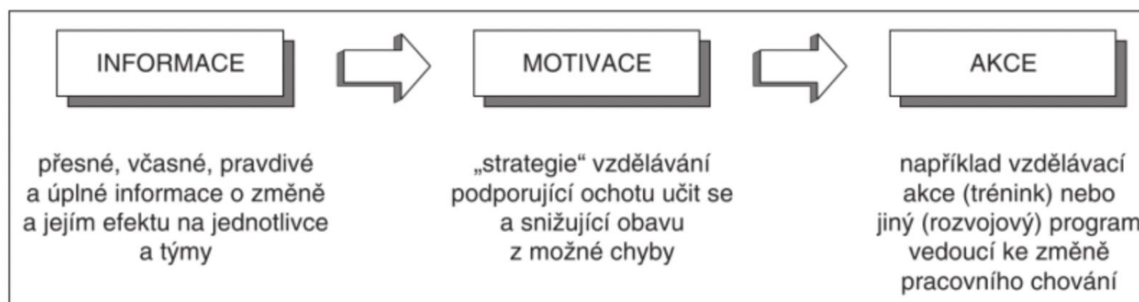 INFORMACE
MOTIVACE
AKCE
přesné, včasné, pravdivé
a úplné informace o změně
a jejím efektu na jednotlivce
a týmy
„strategie“ vzdělávání
podporující ochotu učit se
a snižující obavu
z možné chyby
například vzdělávací
akce (trénink) nebo
jiný (rozvojový) program
vedoucí ke změně
pracovního chování